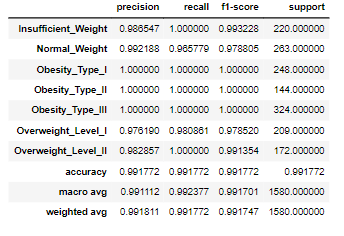 precision recall f1-score support
Insufficient_Weight 0.986547 1.000000 0.993228 220.000000
Normal_Weight 0.992188 0.965779 0.978805 263.000000
Obesity_Type_I 1.000000 1.000000 1.000000 248.000000
Obesity_Type_II 1.000000 1.000000 1.000000 144.000000
Obesity_Type_III 1.000000 1.000000 1.000000 324.000000
Overweight_Level_I 0.976190 0.980861 0.978520 209.000000
Overweight_Level_II 0.982857 1.000000 0.991354 172.000000
accuracy 0.991772 0.991772 0.991772 0.991772
macro avg 0.991112 0.992377 0.991701 1580.000000
weighted avg 0.991811 0.991772 0.991747 1580.000000